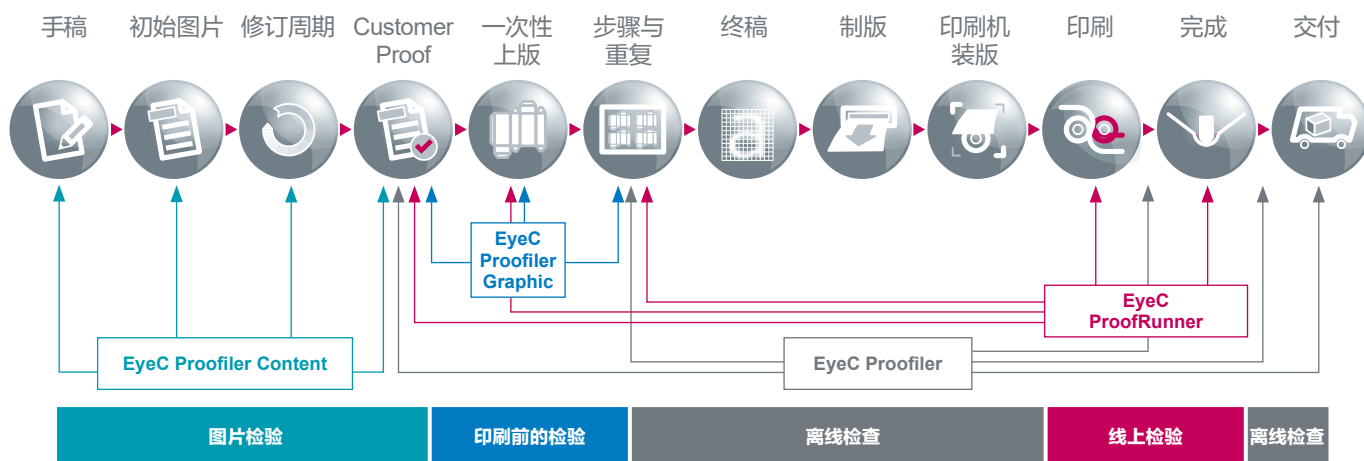 手稿
初始图片
修订周期
Customer
Proof
一次性
上版
步骤与
重复
终稿
制版
印刷机
装版
印刷
完成
交付
a
EyeC
Proofiler
Graphic
EyeC
ProofRunner
EyeC Proofiler Content
EyeC Proofiler
图片检验
印刷前的检验
离线检查
线上检验
离线检查